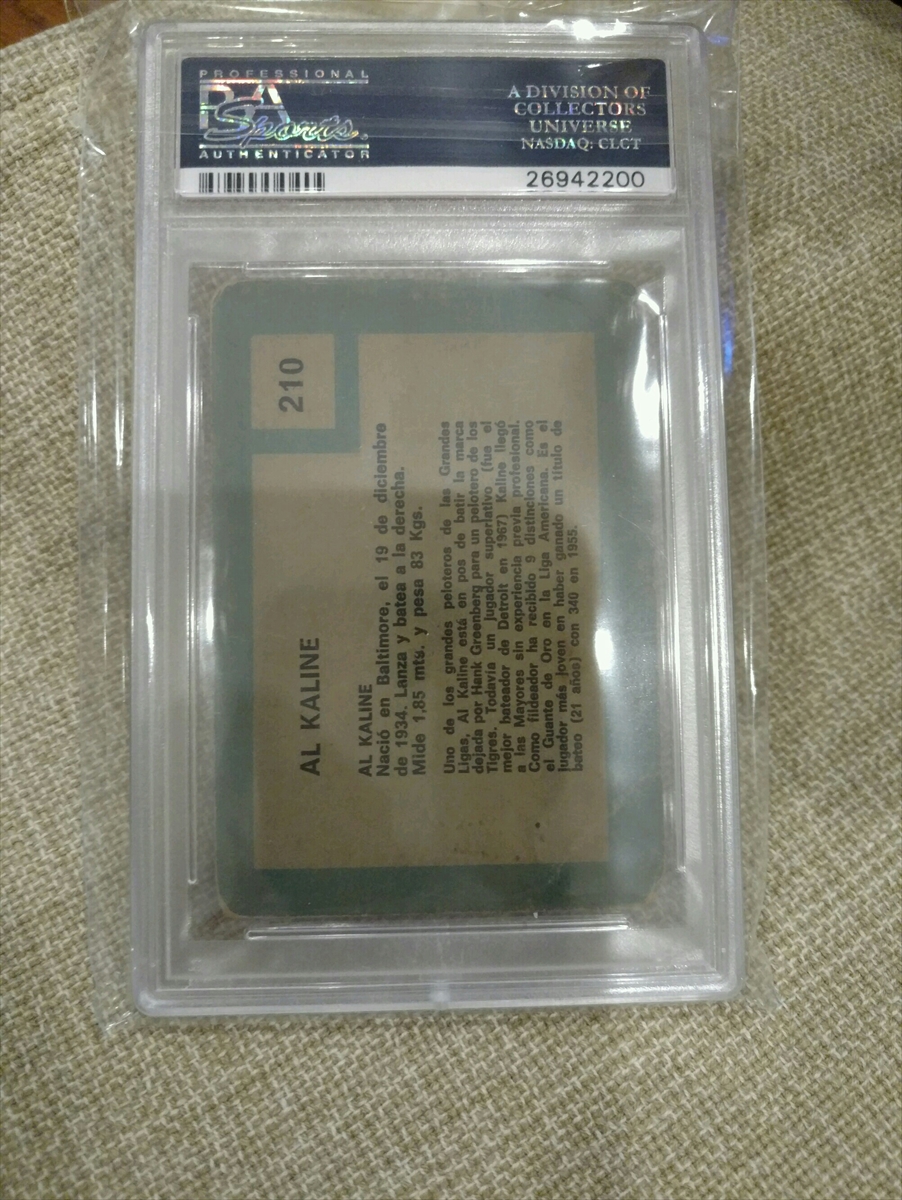 PROFESSIONAL
PSA
Sports
AUTHENTICATOR
A DIVISION OF
COLLECTORS
UNIVERSE
NASDAQ: CLCT
26942200
210
AL KALINE
AL KALINE
Nació en Baltimore, el 19 de diciembre
de 1934. Lanza y batea a la derecha.
Mide 1,85 mts. y pesa 83 Kgs.
Uno de los grandes peloteros de las Grandes
Ligas, Al Kaline está en pos de batir la marca
dejada por Hank Greenberg para un pelotero de los
Tigres. Todavía un jugador superlativo (fue el
mejor bateador de Detroit en 1967) Kaline llegó
a las Mayores sin experiencia previa profesional.
Como fildeador ha recibido 9 distinciones como
el Guante de Oro en la Liga Americana. Es el
jugador más joven en haber ganado un título de
bateo (21 años) con 340 en 1955.